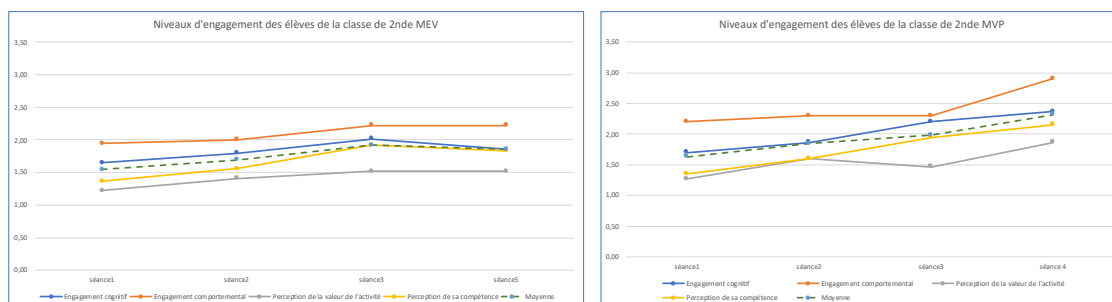 Niveaux d'engagement des élèves de la classe de 2nde MEV
3,50
3,00
2,50
2,00
1,50
1,00
0,50
0,00
séance1 séance2 séance3 séance5
Engagement cognitif Engagement comportemental Perception de la valeur de l'activité Perception de sa compétence Moyenne
Niveaux d'engagement des élèves de la classe de 2nde MVP
3,50
3,00
2,50
2,00
1,50
1,00
0,50
0,00
séance1 séance2 séance3 séance 4
Engagement cognitif Engagement comportemental Perception de la valeur de l'activité
Perception de sa compétence Moyenne